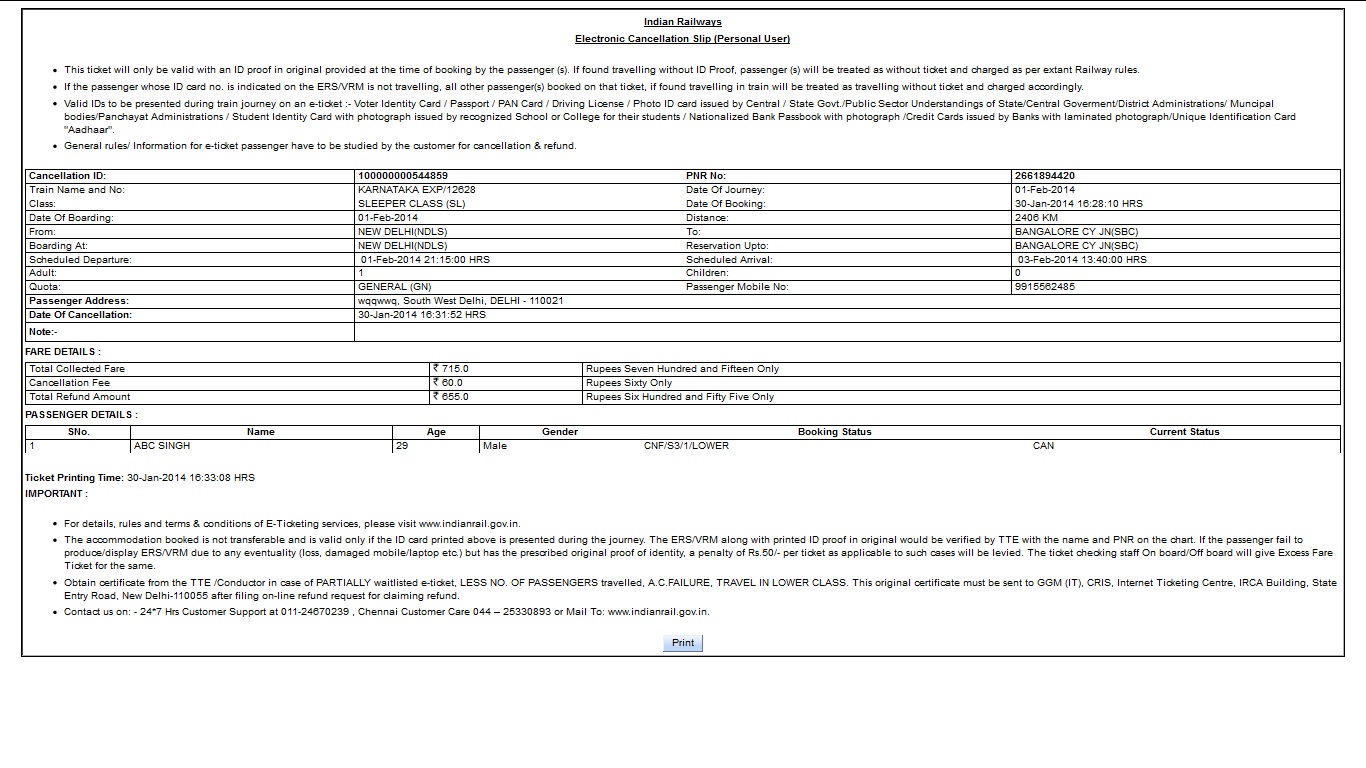 Indian Railways
Electronic Cancellation Slip (Personal User)
• This ticket will only be valid with an ID proof in original provided at the time of booking by the passenger (s). If found travelling without ID Proof, passenger (s) will be treated as without ticket and charged as per extant Railway rules.
• If the passenger whose ID card no. is indicated on the ERS/VRM is not travelling, all other passenger(s) booked on that ticket, if found travelling in train will be treated as travelling without ticket and charged accordingly.
• Valid IDs to be presented during train journey on an e-ticket :- Voter Identity Card / Passport / PAN Card / Driving License / Photo ID card issued by Central / State Govt./Public Sector Understandings of State/Central Goverment/District Administrations/ Muncipal
bodies/Panchayat Administrations / Student Identity Card with photograph issued by recognized School or College for their students / Nationalized Bank Passbook with photograph /Credit Cards issued by Banks with laminated photograph/Unique Identification Card
"Aadhaar".
• General rules/ Information for e-ticket passenger have to be studied by the customer for cancellation & refund.
Cancellation ID: 100000000544859 PNR No: 2661894420
Train Name and No: KARNATAKA EXP/12628 Date Of Journey: 01-Feb-2014
Class: SLEEPER CLASS (SL) Date Of Booking: 30-Jan-2014 16:28:10 HRS
Date Of Boarding: 01-Feb-2014 Distance: 2406 KM
From: NEW DELHI(NDLS) To: BANGALORE CY JN(SBC)
Boarding At: NEW DELHI(NDLS) Reservation Upto: BANGALORE CY JN(SBC)
Scheduled Departure: 01-Feb-2014 21:15:00 HRS Scheduled Arrival: 03-Feb-2014 13:40:00 HRS
Adult: 1 Children: 0
Quota: GENERAL (GN) Passenger Mobile No: 9915562485
Passenger Address: wqqwwq, South West Delhi, DELHI - 110021
Date Of Cancellation: 30-Jan-2014 16:31:52 HRS
Note:-
FARE DETAILS :
Total Collected Fare ₹ 715.0 Rupees Seven Hundred and Fifteen Only
Cancellation Fee ₹ 60.0 Rupees Sixty Only
Total Refund Amount ₹ 655.0 Rupees Six Hundred and Fifty Five Only
PASSENGER DETAILS :
SNo. Name Age Gender Booking Status Current Status
1 ABC SINGH 29 Male CNF/S3/1/LOWER CAN
Ticket Printing Time: 30-Jan-2014 16:33:08 HRS
IMPORTANT :
• For details, rules and terms & conditions of E-Ticketing services, please visit www.indianrail.gov.in.
• The accommodation booked is not transferable and is valid only if the ID card printed above is presented during the journey. The ERS/VRM along with printed ID proof in original would be verified by TTE with the name and PNR on the chart. If the passenger fail to
produce/display ERS/VRM due to any eventuality (loss, damaged mobile/laptop etc.) but has the prescribed original proof of identity, a penalty of Rs.50/- per ticket as applicable to such cases will be levied. The ticket checking staff On board/Off board will give Excess Fare
Ticket for the same.
• Obtain certificate from the TTE /Conductor in case of PARTIALLY waitlisted e-ticket, LESS NO. OF PASSENGERS travelled, A.C.FAILURE, TRAVEL IN LOWER CLASS. This original certificate must be sent to GGM (IT), CRIS, Internet Ticketing Centre, IRCA Building, State
Entry Road, New Delhi-110055 after filing on-line refund request for claiming refund.
• Contact us on: - 24*7 Hrs Customer Support at 011-24670239 , Chennai Customer Care 044 – 25330893 or Mail To: www.indianrail.gov.in.
Print